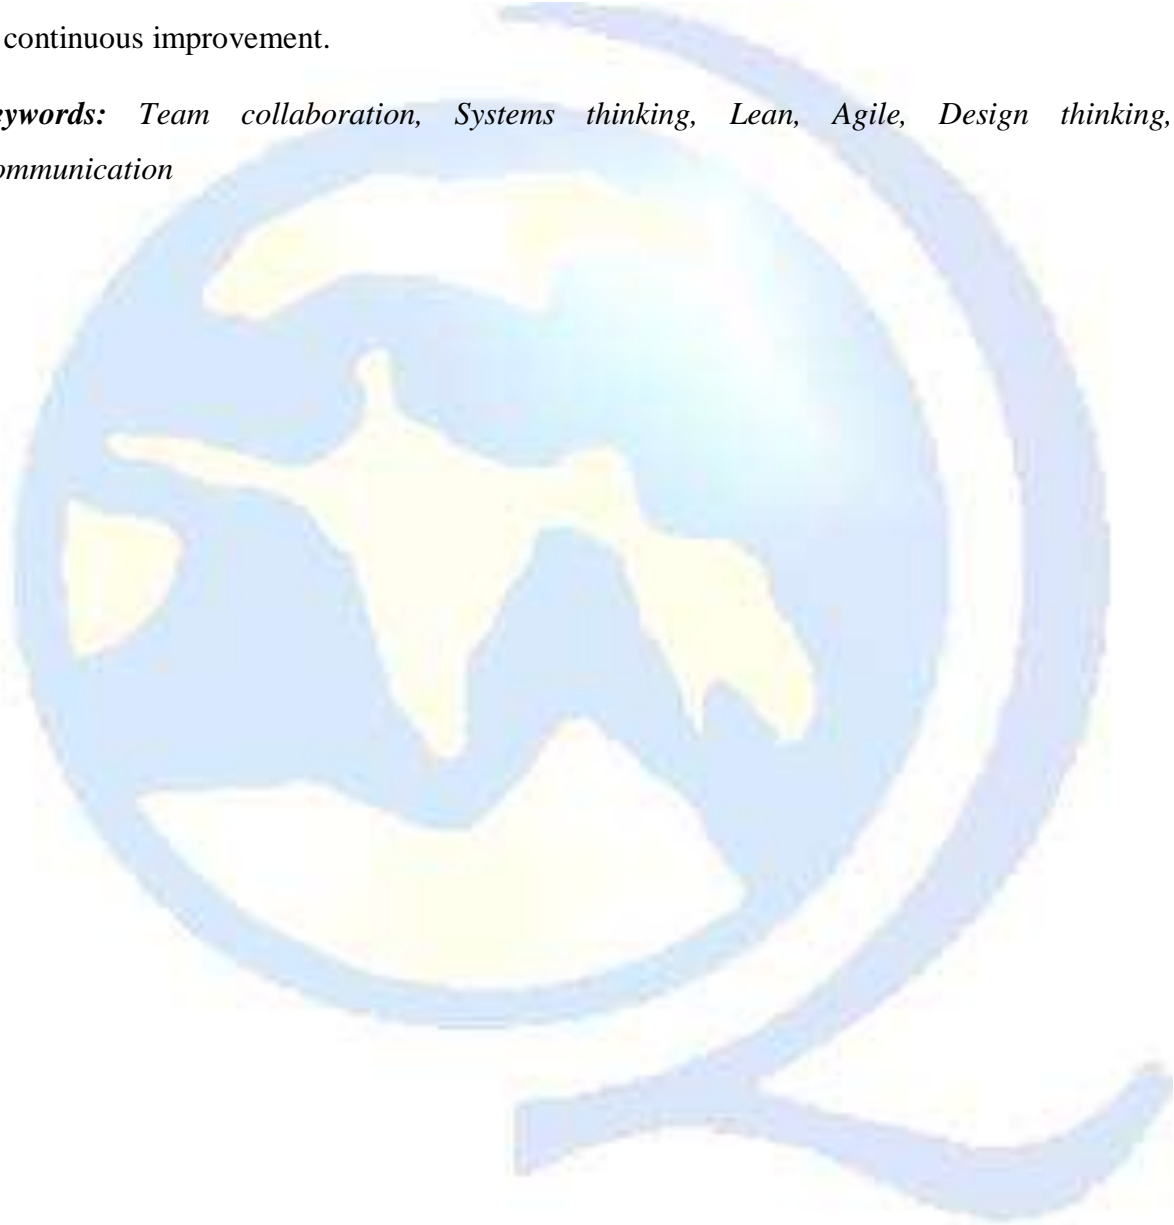 continuous improvement.
eywords: Team collaboration, Systems thinking, Lean, Agile, Design thinking,
ommunication